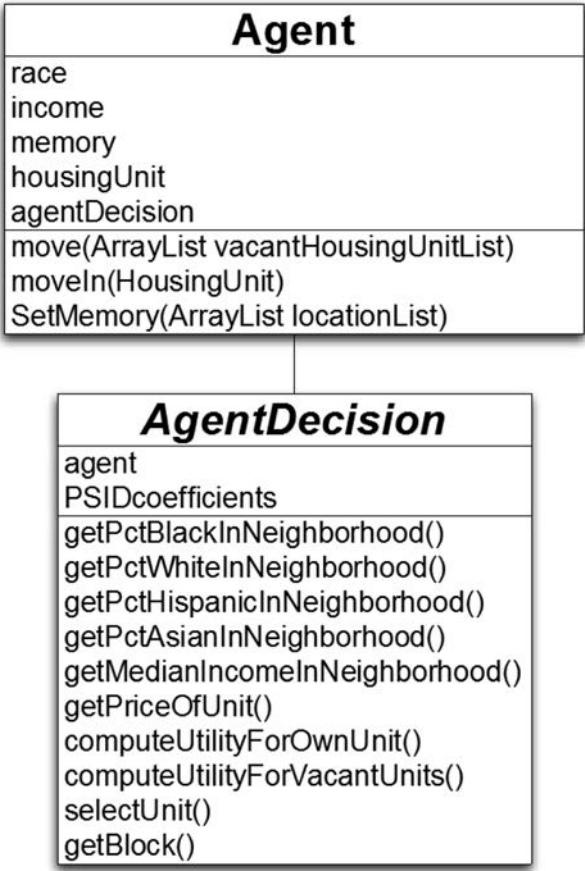 Agent
race
income
memory
housingUnit
agentDecision
move(ArrayList vacantHousingUnitList)
moveIn(HousingUnit)
SetMemory(ArrayList locationList)
AgentDecision
agent
PSIDcoefficients
getPctBlackInNeighborhood()
getPctWhiteInNeighborhood()
getPctHispanicInNeighborhood()
getPctAsianInNeighborhood()
getMedianIncomeInNeighborhood()
getPriceOfUnit()
computeUtilityForOwnUnit()
computeUtilityForVacantUnits()
selectUnit()
getBlock()